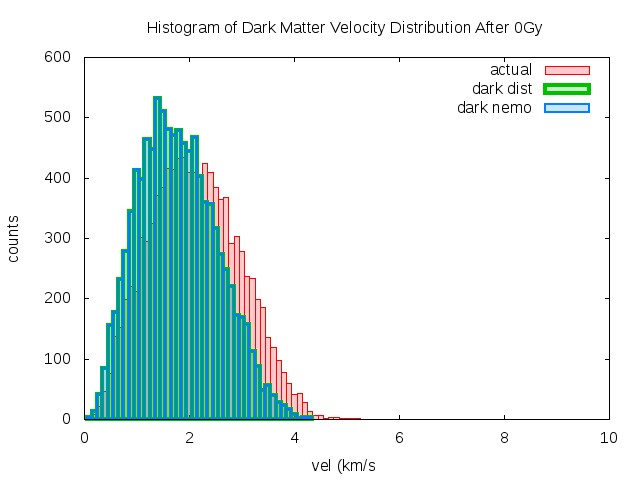 Histogram of Dark Matter Velocity Distribution After 0Gy
600
500
400
300
200
100
0
counts
actual
dark dist
dark nemo
0 2 4 6 8 10
vel (km/s